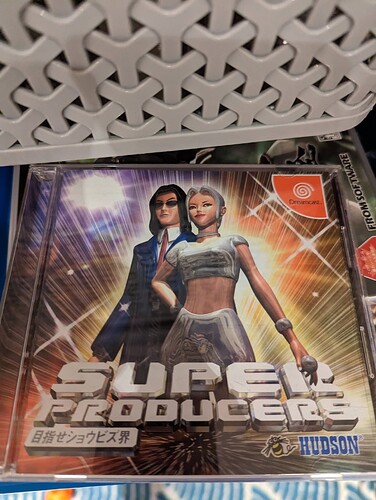 Dreamcast
FROM SOFTWARE
SUPER
PRODUCERS
目指せショウビズ界
HUDSON